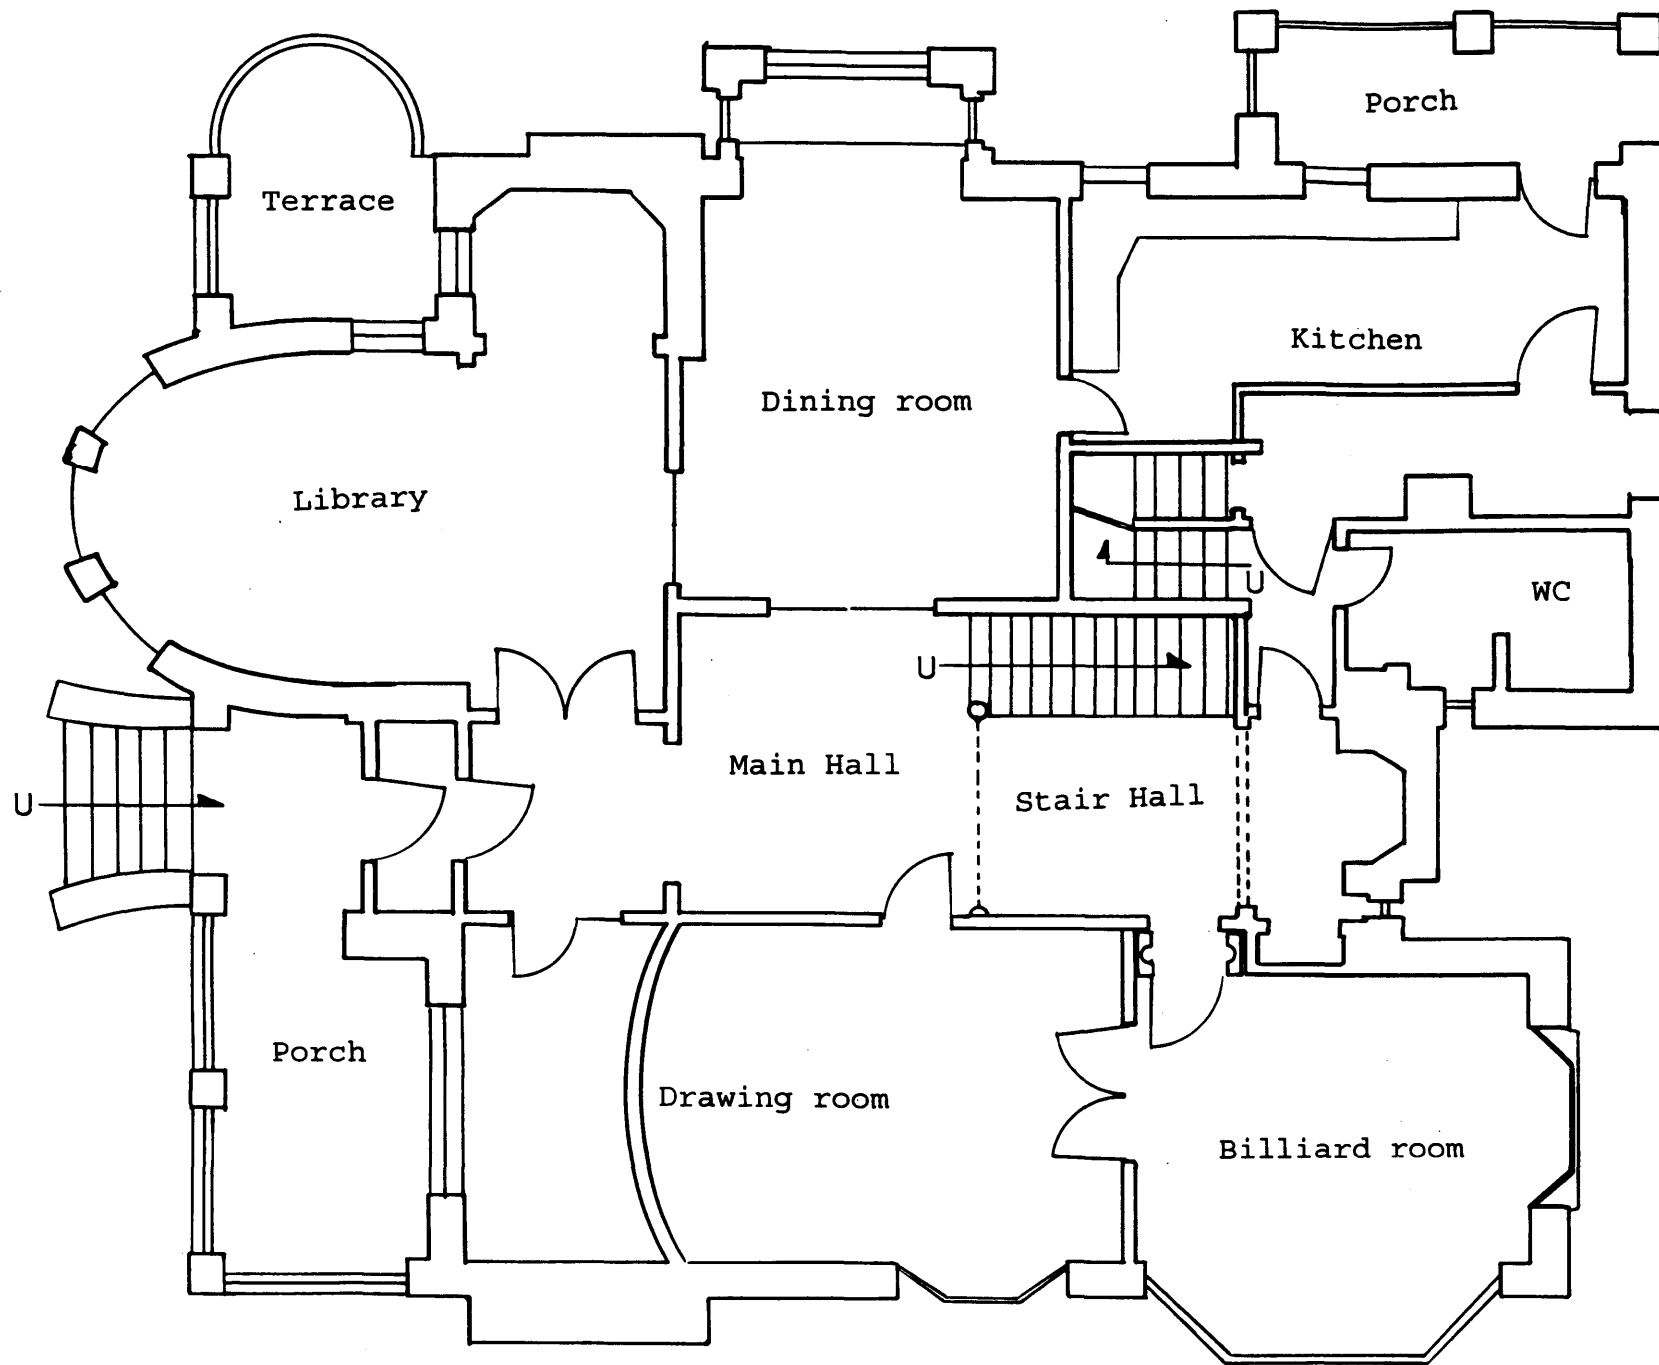 Porch
Terrace
Kitchen
Dining room
Library
U
WC
U
Main Hall
Stair Hall
U
Porch
Drawing room
Billiard room